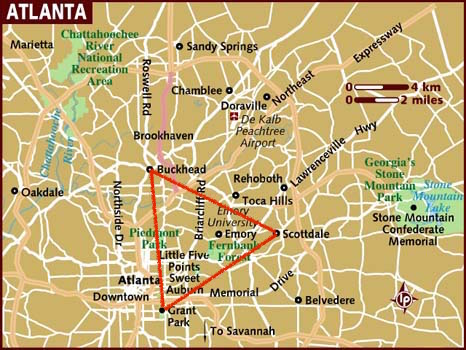 ATLANTA
Marietta
Chattahoochee
River
National
Recreation
Area
Roswell Rd
Sandy Springs
Expressway
Northeast
Chamblee
Doraville
De Kalb
Peachtree
Airport
4 km
2 miles
Brookhaven
Chattahoochee
River
Lawrenceville Hwy
Buckhead
Oakdale
Northside Dr
Briarcliff Rd
Rehoboth
Toca Hills
Georgia's
Stone
Mountain
Park
Stone
Mountain
Lake
Stone Mountain
Confederate
Memorial
Emory
University
Emory
Piedmont
Park
Fernbank
Forest
Scottdale
Little Five
Points
Sweet
Auburn
Atlanta
Downtown
Memorial Drive
Grant
Park
Belvedere
To Savannah
LP